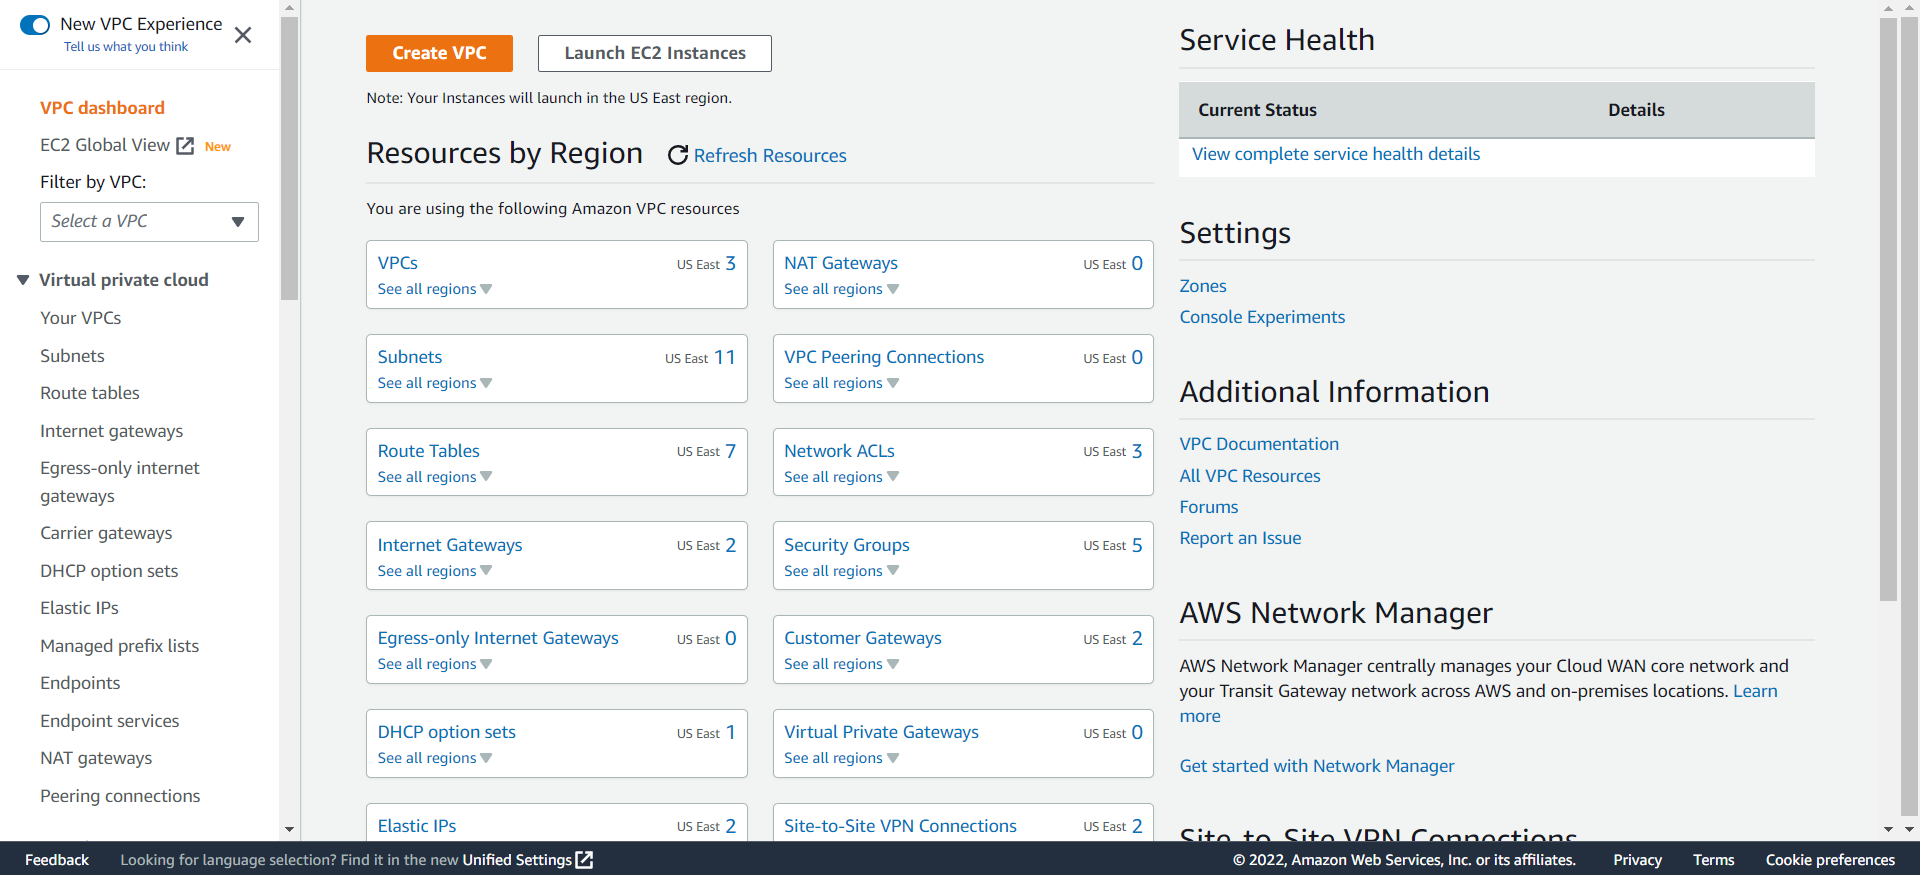 New VPC Experience
Tell us what you think
VPC dashboard
EC2 Global View New
Filter by VPC:
Select a VPC
Virtual private cloud
Your VPCs
Subnets
Route tables
Internet gateways
Egress-only internet
gateways
Carrier gateways
DHCP option sets
Elastic IPs
Managed prefix lists
Endpoints
Endpoint services
NAT gateways
Peering connections
Create VPC
Launch EC2 Instances
Note: Your Instances will launch in the US East region.
Resources by Region
Refresh Resources
You are using the following Amazon VPC resources
VPCs US East 3
See all regions
NAT Gateways US East 0
See all regions
Subnets US East 11
See all regions
VPC Peering Connections US East 0
See all regions
Route Tables US East 7
See all regions
Network ACLs US East 3
See all regions
Internet Gateways US East 2
See all regions
Security Groups US East 5
See all regions
Egress-only Internet Gateways US East 0
See all regions
Customer Gateways US East 2
See all regions
DHCP option sets US East 1
See all regions
Virtual Private Gateways US East 0
See all regions
Elastic IPs US East 2
Site-to-Site VPN Connections US East 2
Service Health
Current Status Details
View complete service health details
Settings
Zones
Console Experiments
Additional Information
VPC Documentation
All VPC Resources
Forums
Report an Issue
AWS Network Manager
AWS Network Manager centrally manages your Cloud WAN core network and
your Transit Gateway network across AWS and on-premises locations. Learn
more
Get started with Network Manager
Site-to-Site VPN Connections
Feedback Looking for language selection? Find it in the new Unified Settings © 2022, Amazon Web Services, Inc. or its affiliates. Privacy Terms Cookie preferences